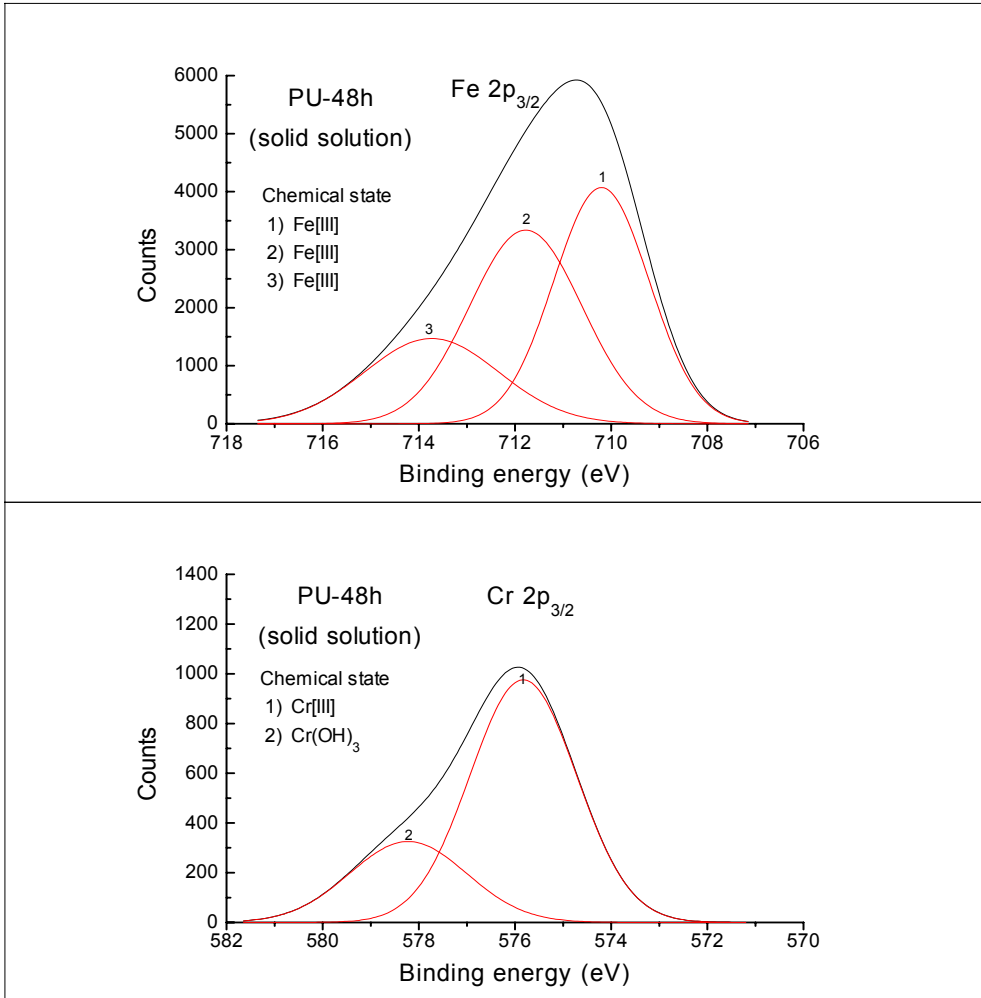 PU-48h
(solid solution)
Fe 2p3/2
Chemical state
1) Fe[III]
2) Fe[III]
3) Fe[III]
6000
5000
4000
3000
2000
1000
0
Counts
1
2
3
718 716 714 712 710 708 706
Binding energy (eV)
PU-48h
(solid solution)
Cr 2p3/2
Chemical state
1) Cr[III]
2) Cr(OH)3
1400
1200
1000
800
600
400
200
0
Counts
1
2
582 580 578 576 574 572 570
Binding energy (eV)